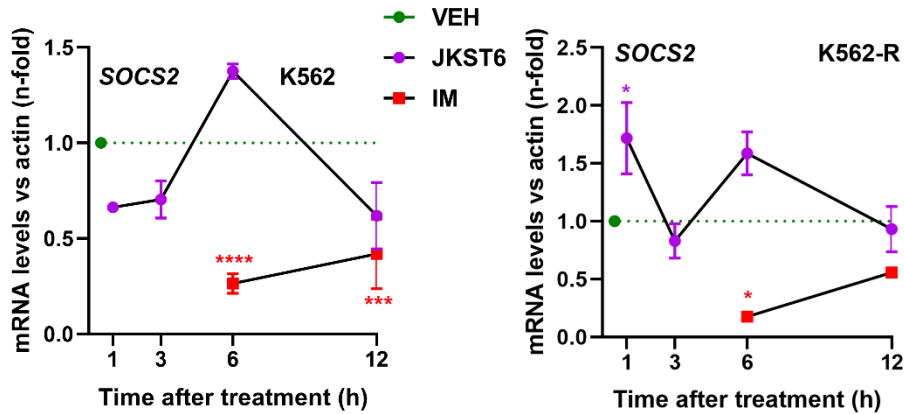 VEH
JKST6
IM
SOCS2 K562
mRNA levels vs actin (n-fold)
1.5
1.0
0.5
0.0
****
***
1 3 6 12
Time after treatment (h)
SOCS2 K562-R
mRNA levels vs actin (n-fold)
2.5
2.0
1.5
1.0
0.5
0.0
*
*
1 3 6 12
Time after treatment (h)